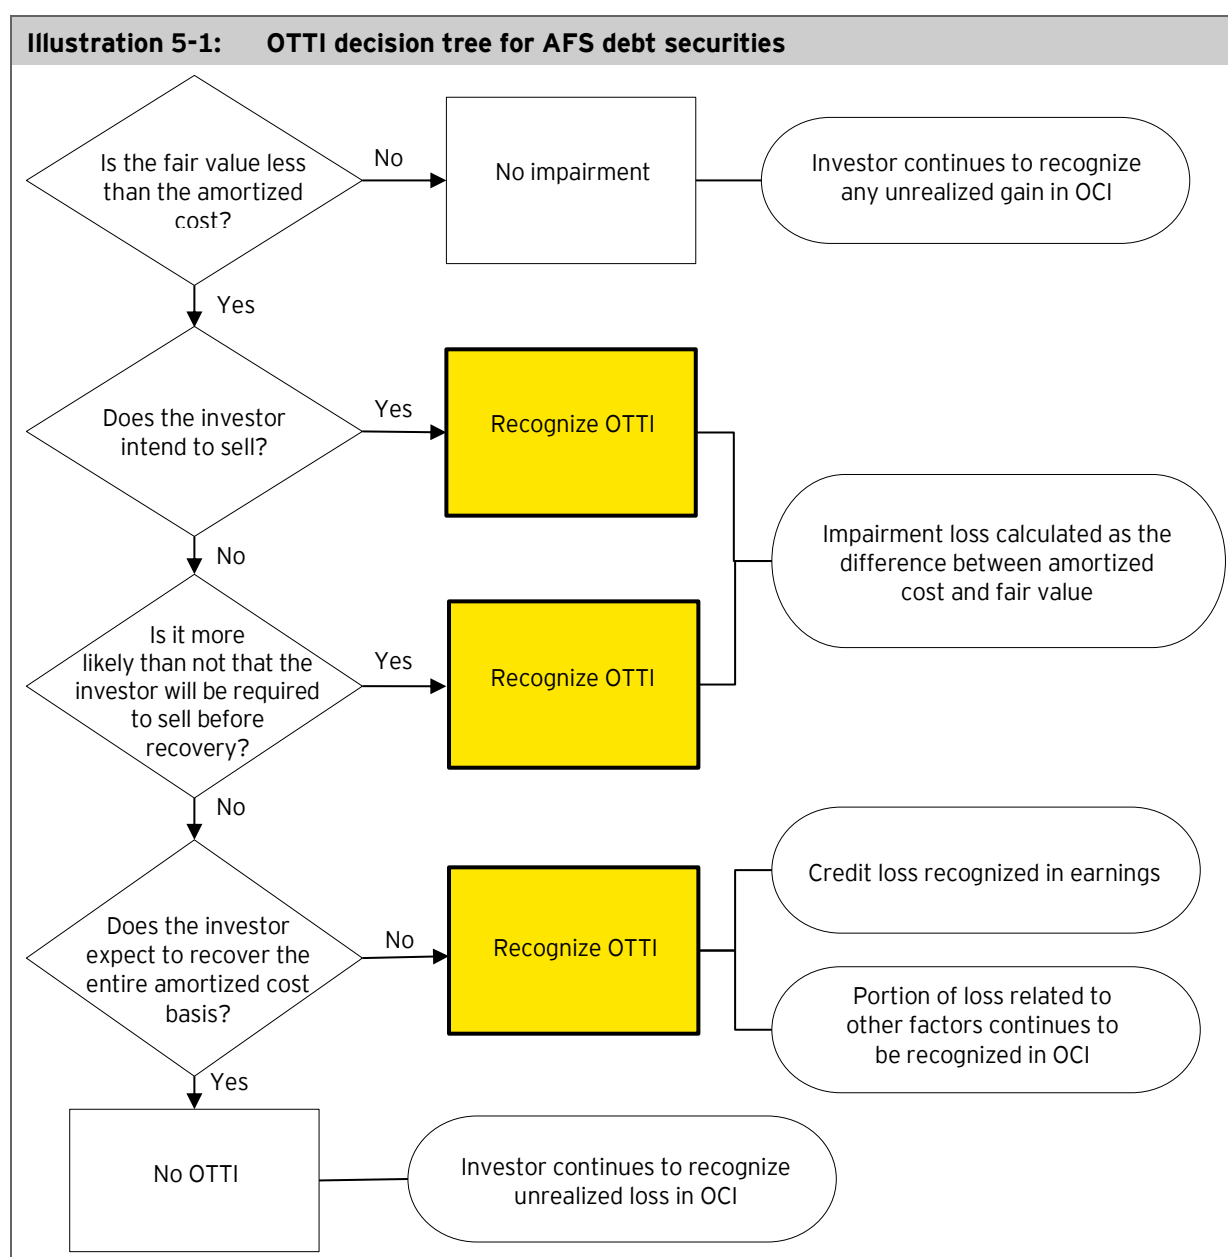 Illustration 5-1: OTTI decision tree for AFS debt securities
Is the fair value less
than the amortized
cost?
No
No impairment
Investor continues to recognize
any unrealized gain in OCI
Yes
Does the investor
intend to sell?
Yes
Recognize OTTI
Impairment loss calculated as the
difference between amortized
cost and fair value
No
Is it more
likely than not that the
investor will be required
to sell before
recovery?
Yes
Recognize OTTI
No
Does the investor
expect to recover the
entire amortized cost
basis?
No
Recognize OTTI
Credit loss recognized in earnings
Portion of loss related to
other factors continues to
be recognized in OCI
Yes
No OTTI
Investor continues to recognize
unrealized loss in OCI